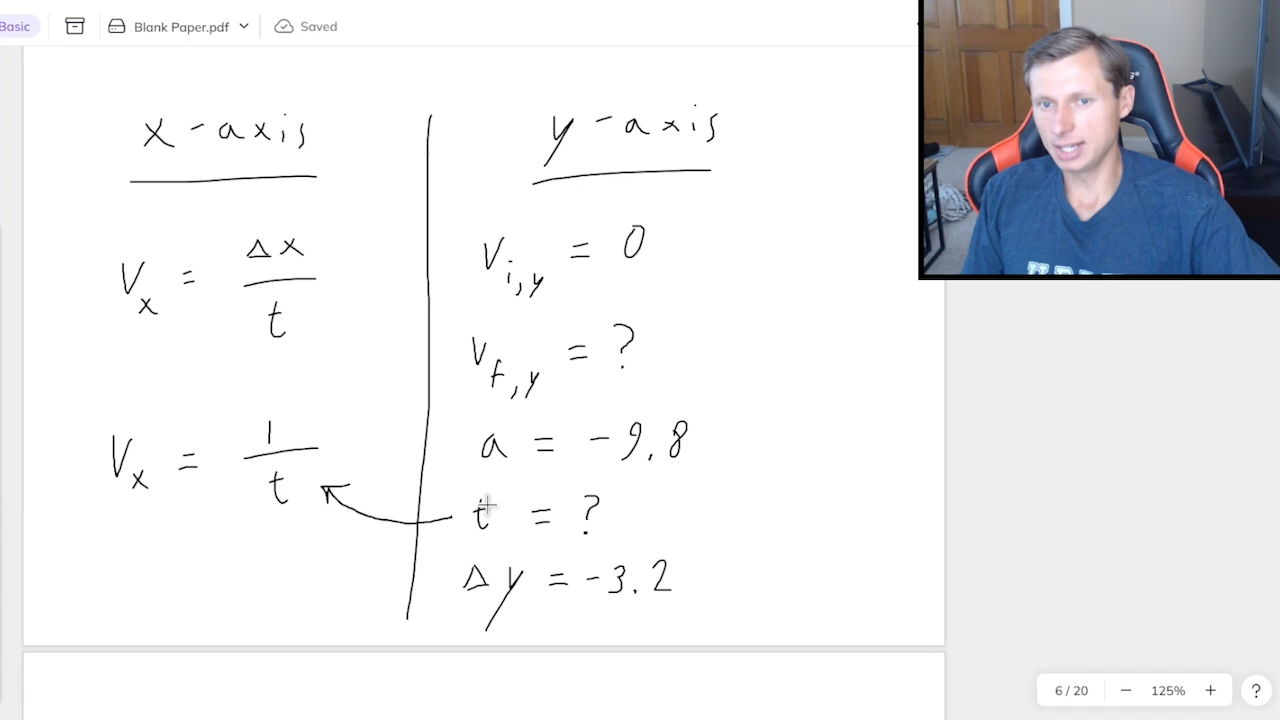 Basic
Blank Paper.pdf
Saved
x-axis
Vx = Δx/t
Vx = 1/t
y-axis
Vi,y = 0
Vf,y = ?
a = -9.8
t = ?
Δy = -3.2
6 / 20
125%
?